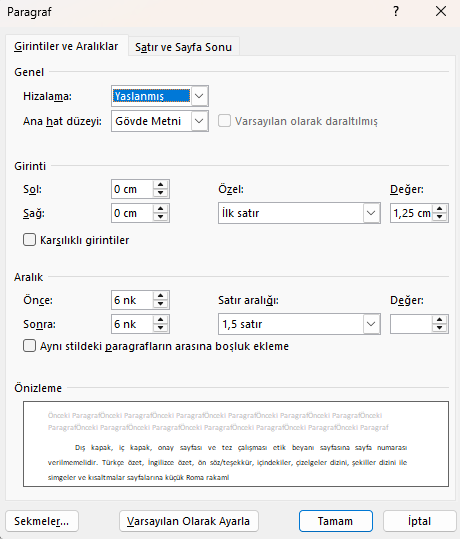 Paragraf ? ×
Girintiler ve Aralıklar Satır ve Sayfa Sonu
Genel
Hizalama: Yaslanmış
Ana hat düzeyi: Gövde Metni Varsayılan olarak daraltılmış
Girinti
Sol: 0 cm Özel: Değer:
Sağ: 0 cm İlk satır 1,25 cm
Karşılıklı girintiler
Aralık
Önce: 6 nk Satır aralığı: Değer:
Sonra: 6 nk 1,5 satır
Aynı stildeki paragrafların arasına boşluk ekleme
Önizleme
Önceki ParagrafÖnceki ParagrafÖnceki ParagrafÖnceki ParagrafÖnceki ParagrafÖnceki
ParagrafÖnceki ParagrafÖnceki ParagrafÖnceki ParagrafÖnceki ParagrafÖnceki Paragraf
Dış kapak, iç kapak, onay sayfası ve tez çalışması etik beyanı sayfasına sayfa numarası
verilmemelidir. Türkçe özet, İngilizce özet, ön söz/teşekkür, içindekiler, çizelgeler dizini, şekiller dizini ile
simgeler ve kısaltmalar sayfalarına küçük Roma rakaml
Sekmeler... Varsayılan Olarak Ayarla Tamam İptal